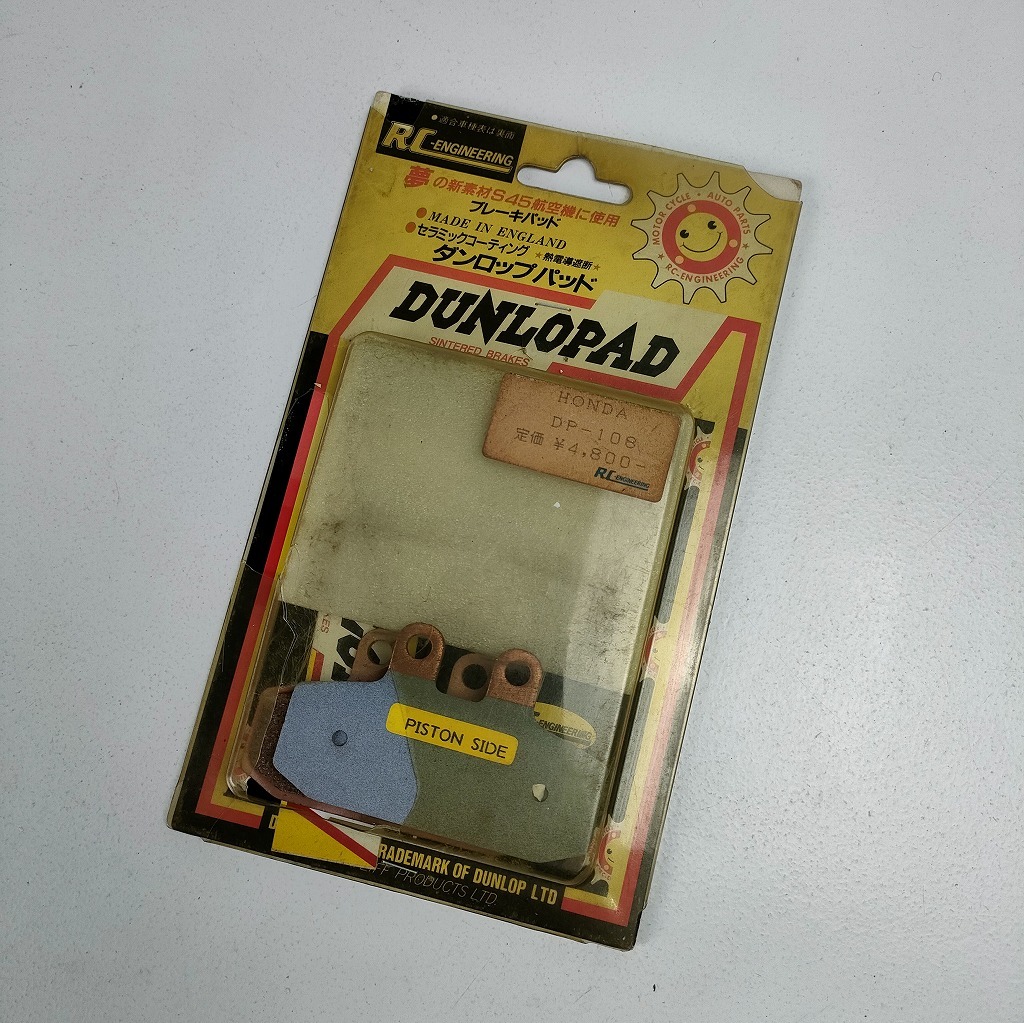 ●適合車種表は裏面
RC-ENGINEERING
夢の新素材S45航空機に使用
ブレーキパッド
●MADE IN ENGLAND
●セラミックコーティング ★熱電導遮断★
ダンロップパッド
MOTOR CYCLE • AUTO PARTS
★ RC-ENGINEERING ★
DUNLOPAD
SINTERED BRAKES
HONDA
DP-108
定価 ¥4,800-
RC-ENGINEERING
ENGINEERING
PISTON SIDE
RADEMARK OF DUNLOP LTD
PRODUCTS LTD